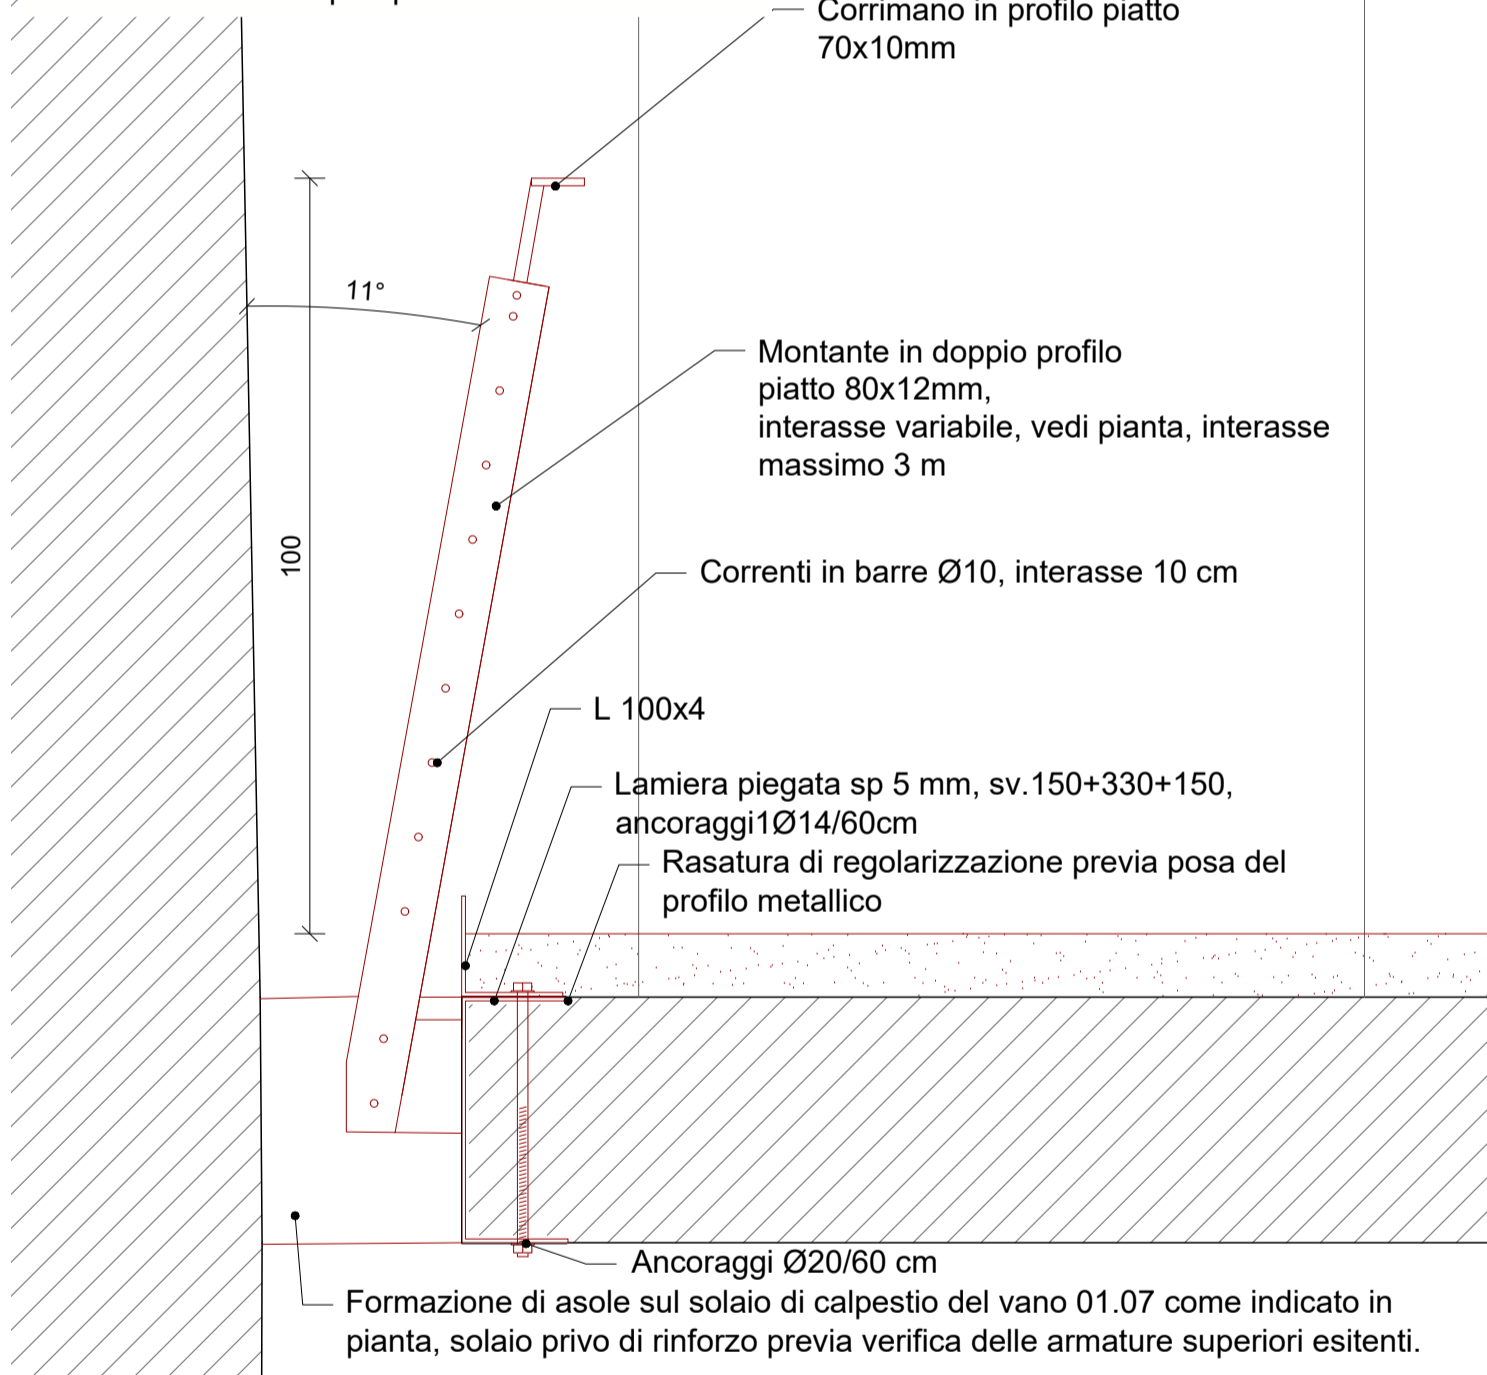 Corrimano in profilo piatto
70x10mm
11°
Montante in doppio profilo
piatto 80x12mm,
interasse variabile, vedi pianta, interasse
massimo 3 m
100
Correnti in barre Ø10, interasse 10 cm
L 100x4
Lamiera piegata sp 5 mm, sv.150+330+150,
ancoraggi1Ø14/60cm
Rasatura di regolarizzazione previa posa del
profilo metallico
Ancoraggi Ø20/60 cm
Formazione di asole sul solaio di calpestio del vano 01.07 come indicato in
pianta, solaio privo di rinforzo previa verifica delle armature superiori esitenti.